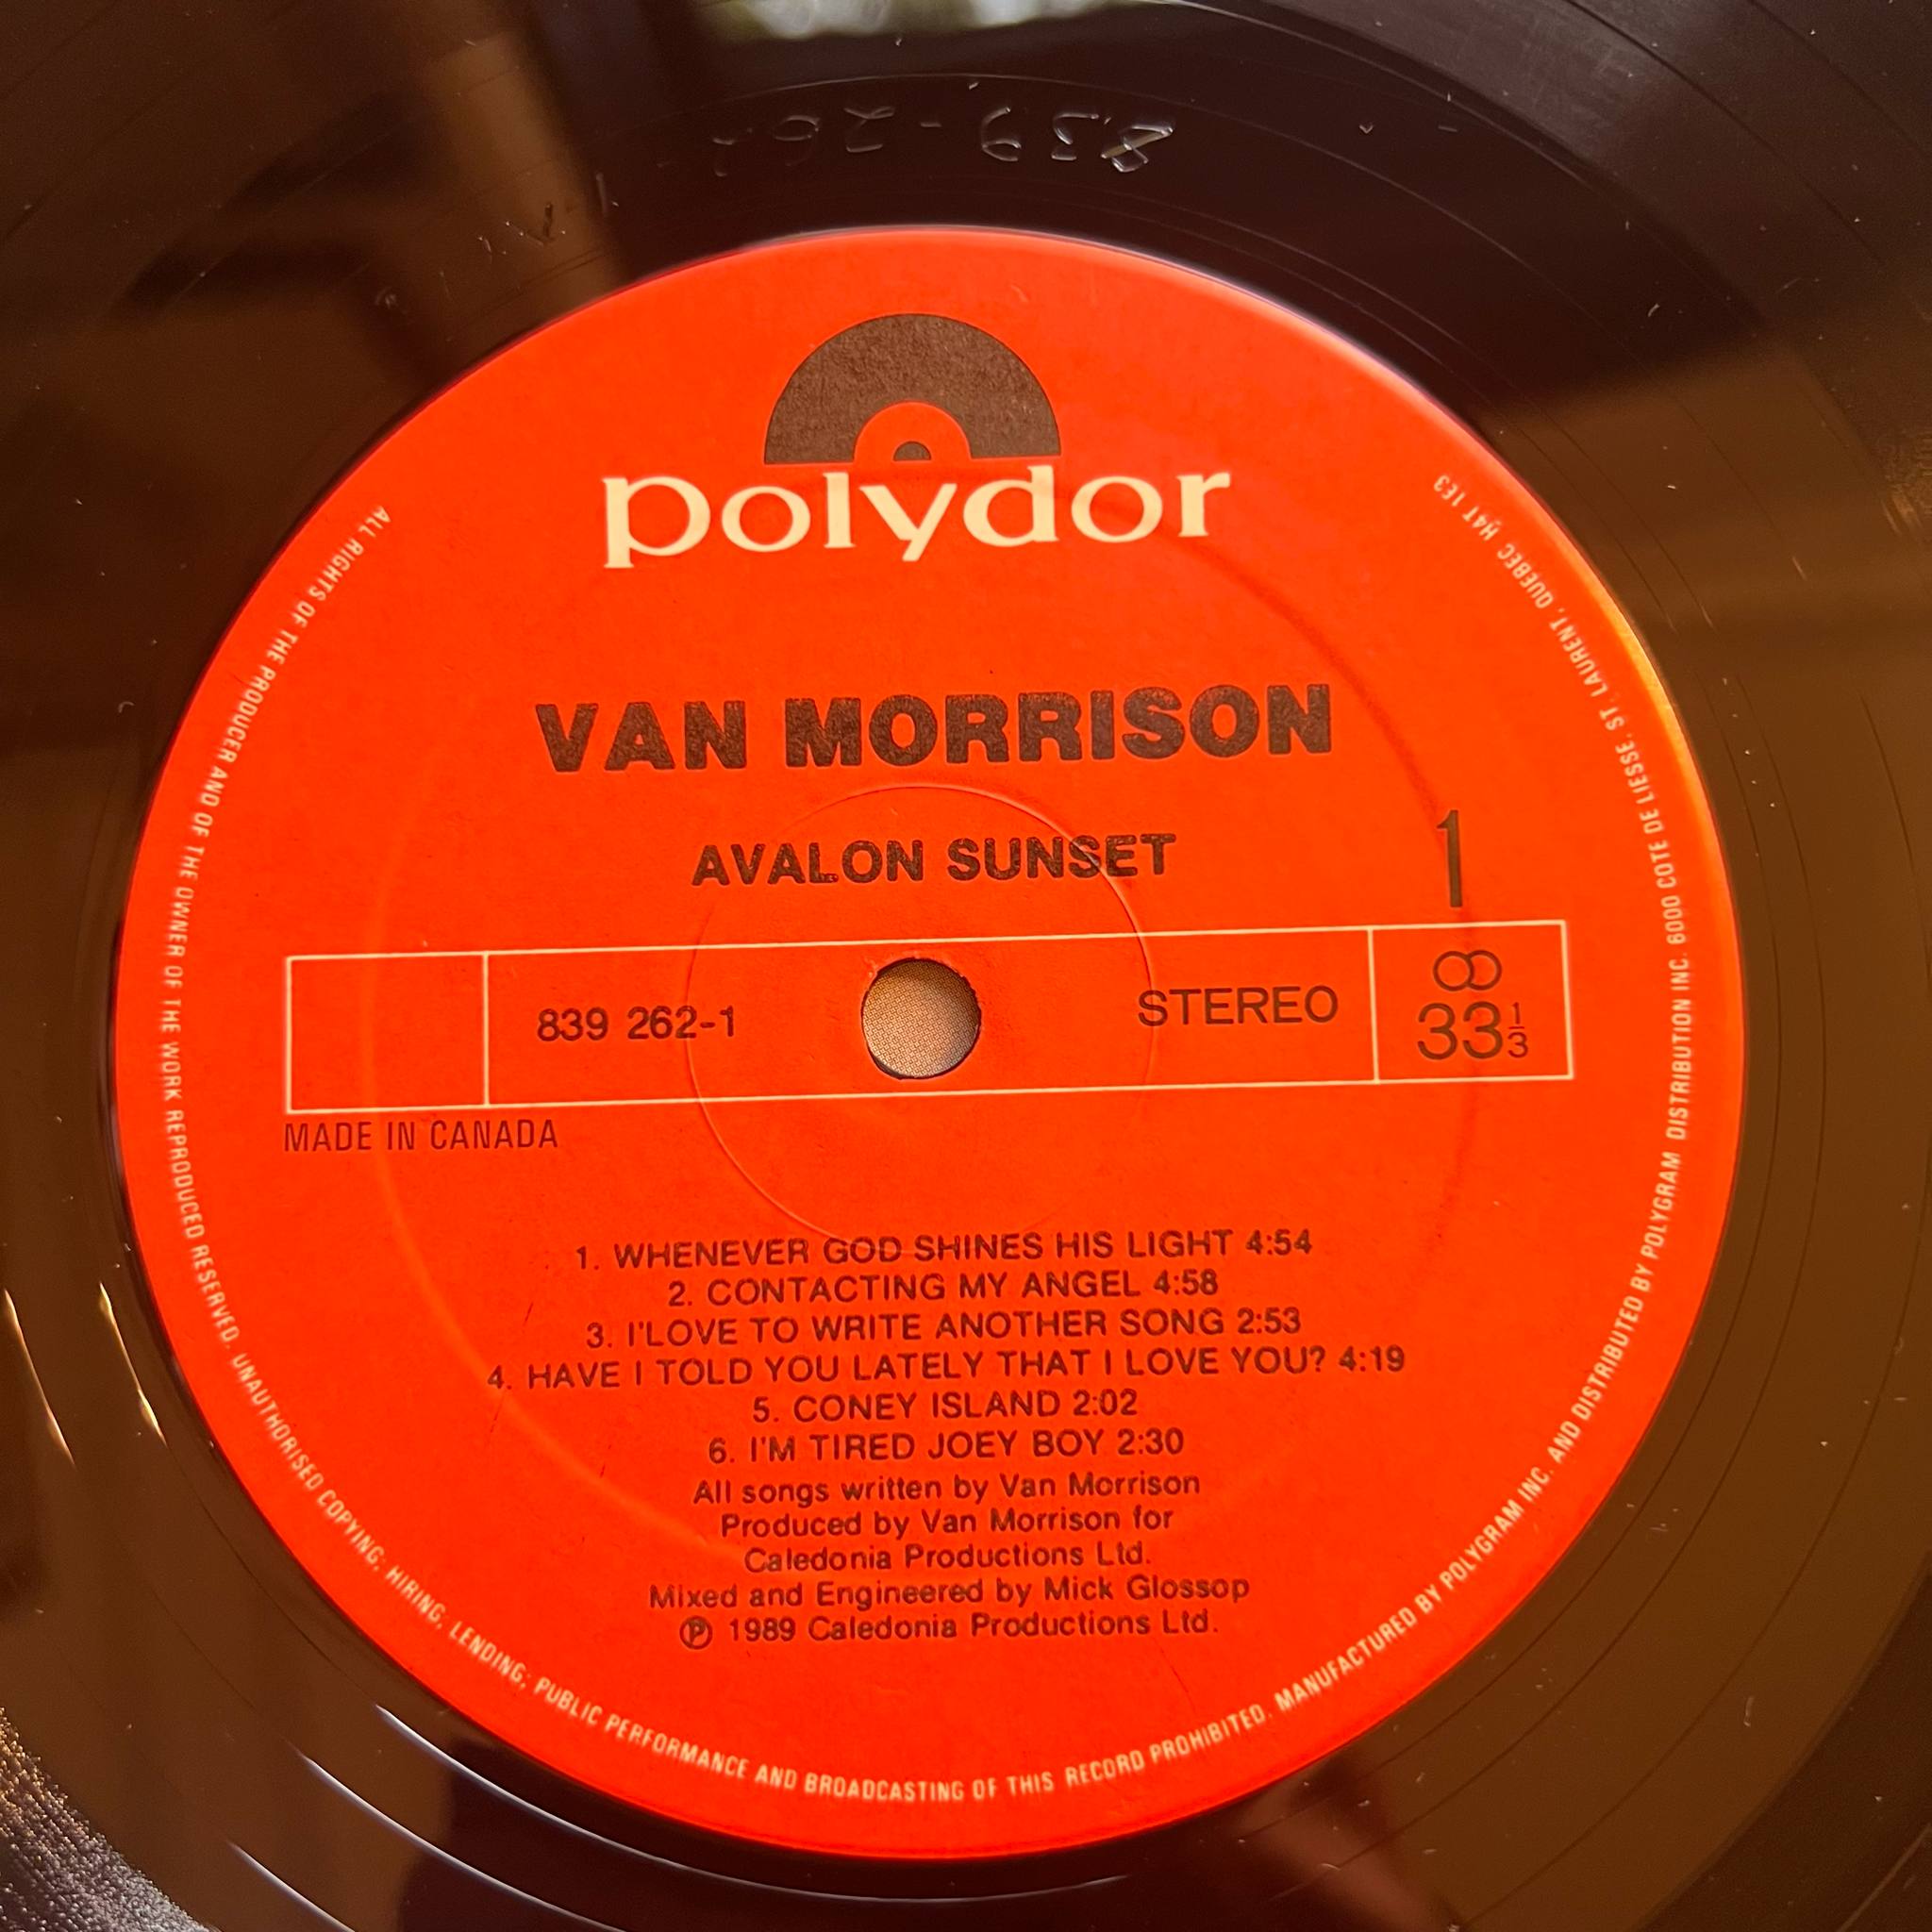 839-262
polydor
VAN MORRISON
AVALON SUNSET
1
839 262-1
STEREO
33 1/3
MADE IN CANADA
1. WHENEVER GOD SHINES HIS LIGHT 4:54
2. CONTACTING MY ANGEL 4:58
3. I'LOVE TO WRITE ANOTHER SONG 2:53
4. HAVE I TOLD YOU LATELY THAT I LOVE YOU? 4:19
5. CONEY ISLAND 2:02
6. I'M TIRED JOEY BOY 2:30
All songs written by Van Morrison
Produced by Van Morrison for
Caledonia Productions Ltd.
Mixed and Engineered by Mick Glossop
℗ 1989 Caledonia Productions Ltd.
ALL RIGHTS OF THE PRODUCER AND OF THE OWNER OF THE WORK REPRODUCED RESERVED. UNAUTHORISED COPYING, HIRING, LENDING, PUBLIC PERFORMANCE AND BROADCASTING OF THIS RECORD PROHIBITED. MANUFACTURED BY POLYGRAM INC. AND DISTRIBUTED BY POLYGRAM DISTRIBUTION INC. 6000 COTE DE LIESSE, ST. LAURENT, QUEBEC H4T 1E3